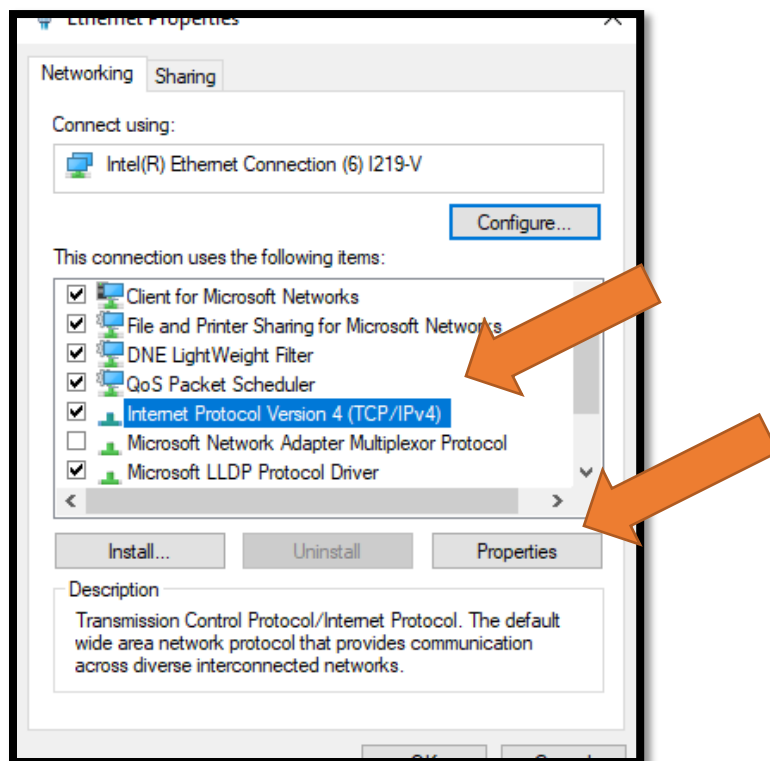 Ethernet Properties
Networking
Sharing
Connect using:
Intel(R) Ethernet Connection (6) I219-V
Configure...
This connection uses the following items:
Client for Microsoft Networks
File and Printer Sharing for Microsoft Networks
DNE LightWeight Filter
QoS Packet Scheduler
Internet Protocol Version 4 (TCP/IPv4)
Microsoft Network Adapter Multiplexor Protocol
Microsoft LLDP Protocol Driver
Install...
Uninstall
Properties
Description
Transmission Control Protocol/Internet Protocol. The default
wide area network protocol that provides communication
across diverse interconnected networks.